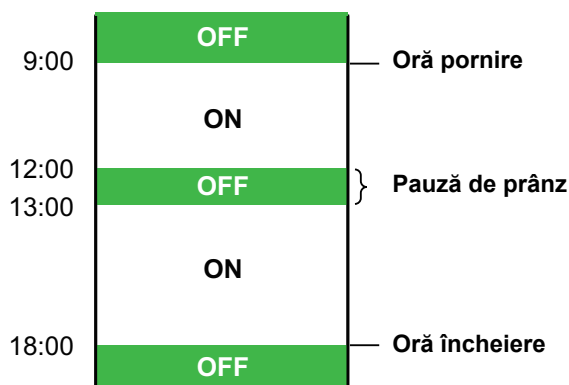 OFF
9:00
Oră pornire
ON
12:00
OFF
Pauză de prânz
13:00
ON
18:00
Oră încheiere
OFF